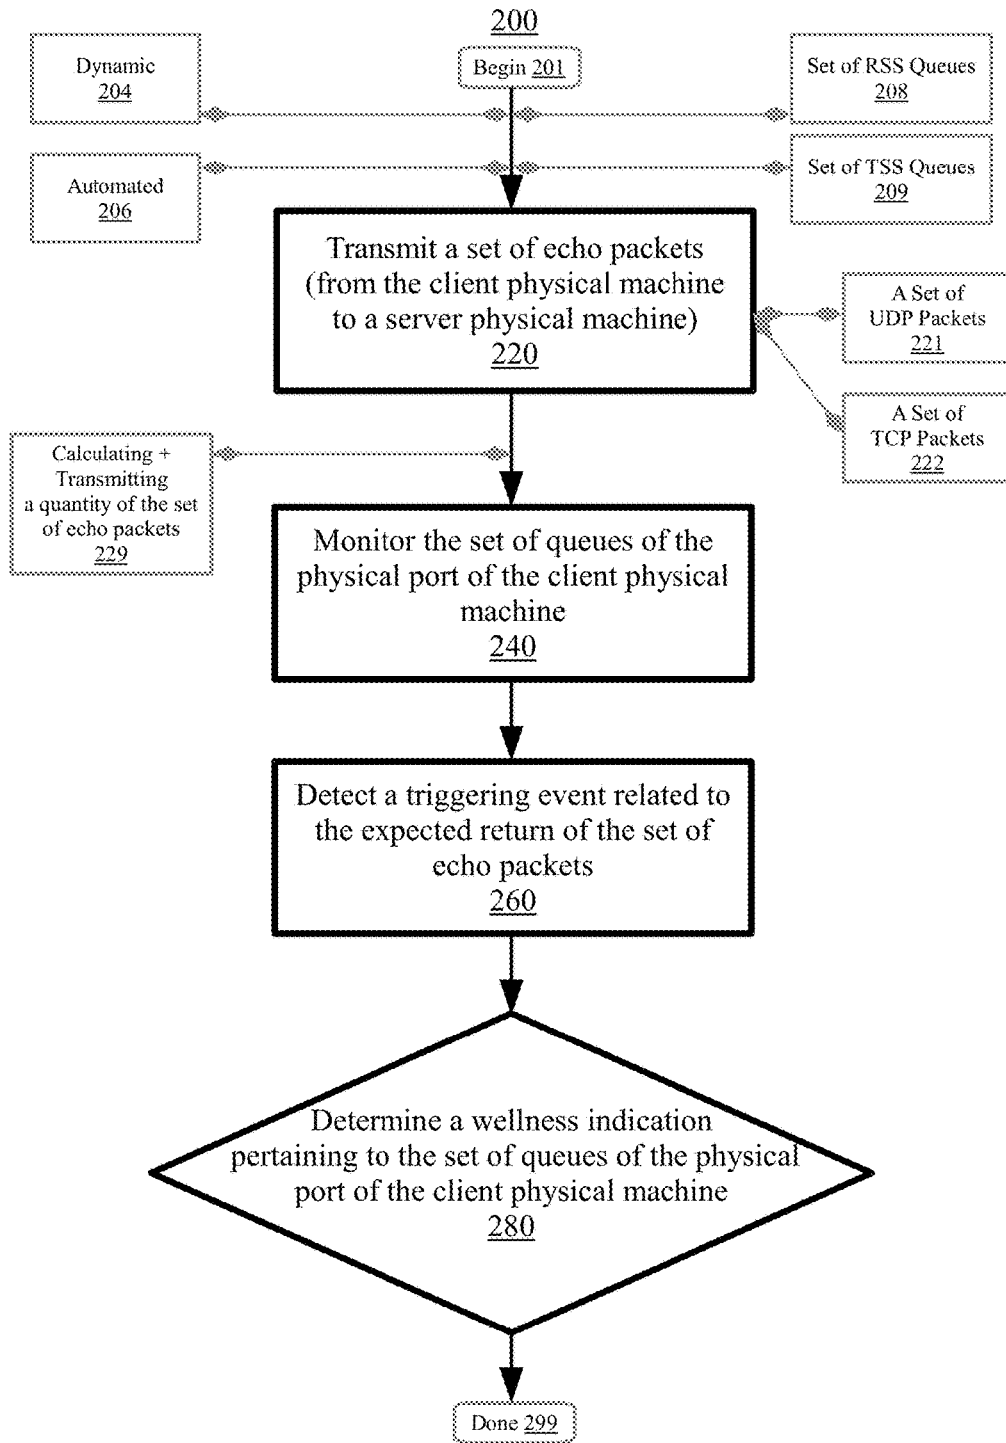 200
Begin 201
Dynamic
204
Set of RSS Queues
208
Automated
206
Set of TSS Queues
209
Transmit a set of echo packets
(from the client physical machine
to a server physical machine)
220
A Set of
UDP Packets
221
A Set of
TCP Packets
222
Calculating +
Transmitting
a quantity of the set
of echo packets
229
Monitor the set of queues of the
physical port of the client physical
machine
240
Detect a triggering event related to
the expected return of the set of
echo packets
260
Determine a wellness indication
pertaining to the set of queues of the physical
port of the client physical machine
280
Done 299